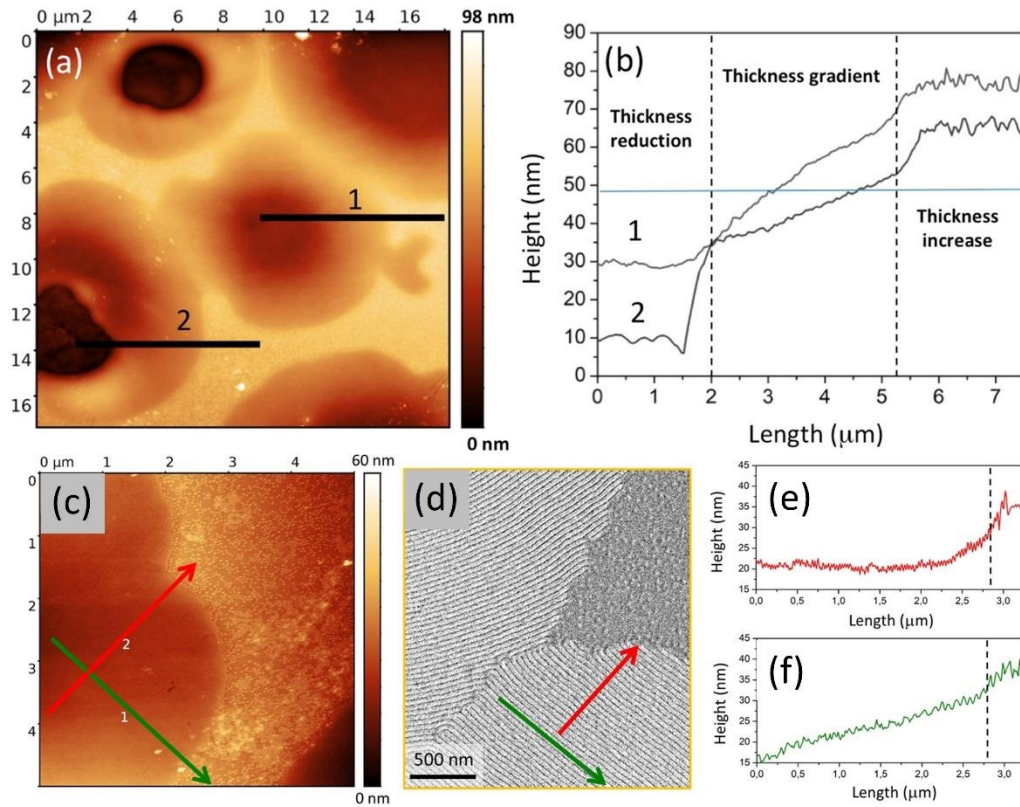 0 µm 2 4 6 8 10 12 14 16
98 nm
0
2
4
6
8
10
12
14
16
(a)
1
2
0 nm
(b)
90
80
70
60
50
40
30
20
10
0
Height (nm)
Thickness gradient
Thickness
reduction
Thickness
increase
1
2
0 1 2 3 4 5 6 7
Length (µm)
0 µm 1 2 3 4
60 nm
0
1
2
3
4
(c)
2
1
0 nm
(d)
500 nm
(e)
45
40
35
30
25
20
15
Height (nm)
0,0 0,5 1,0 1,5 2,0 2,5 3,0
Length (µm)
(f)
45
40
35
30
25
20
15
Height (nm)
0,0 0,5 1,0 1,5 2,0 2,5 3,0
Length (µm)